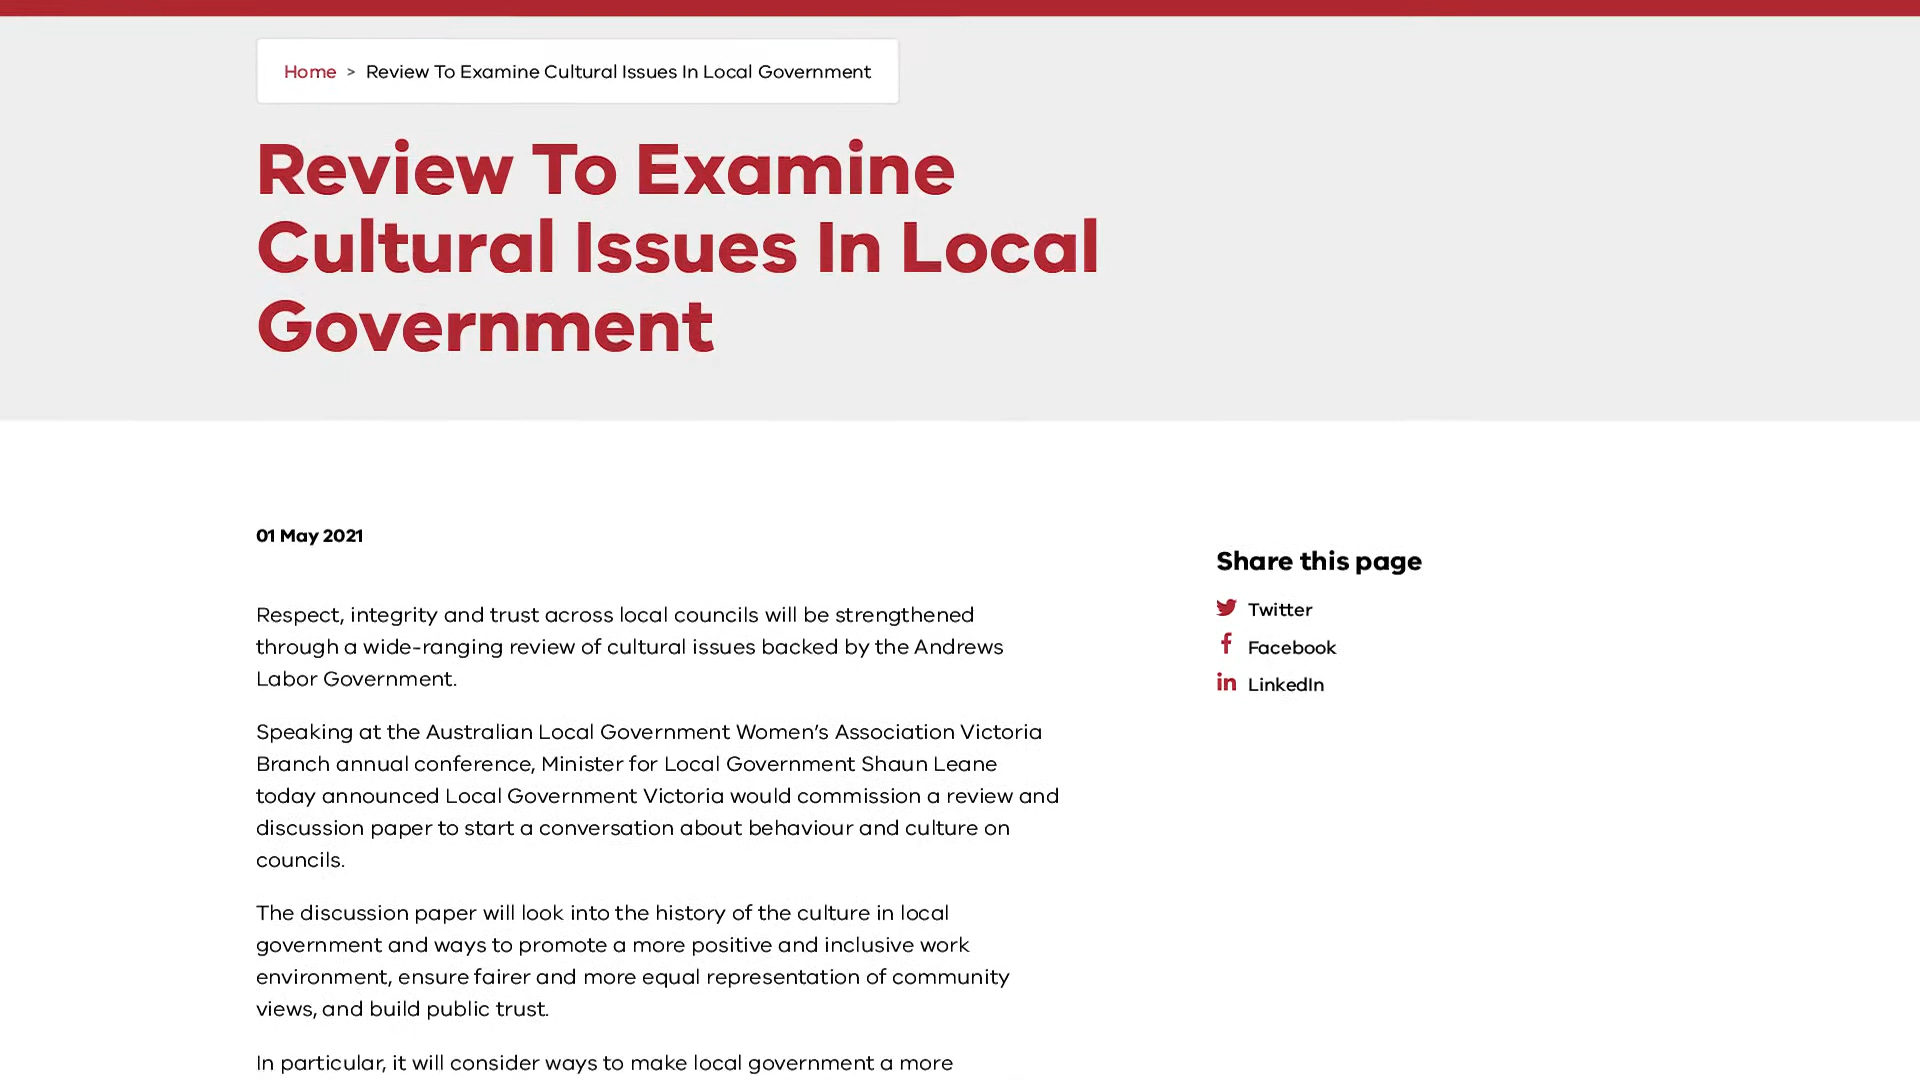 Home > Review To Examine Cultural Issues In Local Government
Review To Examine
Cultural Issues In Local
Government
01 May 2021
Respect, integrity and trust across local councils will be strengthened
through a wide-ranging review of cultural issues backed by the Andrews
Labor Government.
Speaking at the Australian Local Government Women’s Association Victoria
Branch annual conference, Minister for Local Government Shaun Leane
today announced Local Government Victoria would commission a review and
discussion paper to start a conversation about behaviour and culture on
councils.
The discussion paper will look into the history of the culture in local
government and ways to promote a more positive and inclusive work
environment, ensure fairer and more equal representation of community
views, and build public trust.
In particular, it will consider ways to make local government a more
Share this page
Twitter
Facebook
LinkedIn